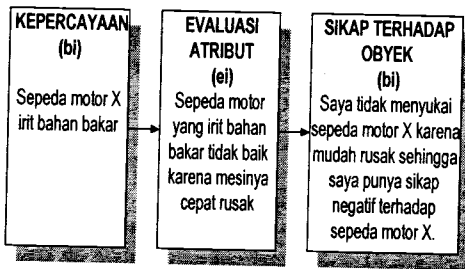 KEPERCAYAAN
(bi)
Sepeda motor X
irit bahan bakar
EVALUASI
ATRIBUT
(ei)
Sepeda motor
yang irit bahan
bakar tidak baik
karena mesinya
cepat rusak
SIKAP TERHADAP
OBYEK
(bi)
Saya tidak menyukai
sepeda motor X karena
mudah rusak sehingga
saya punya sikap
negatif terhadap
sepeda motor X.